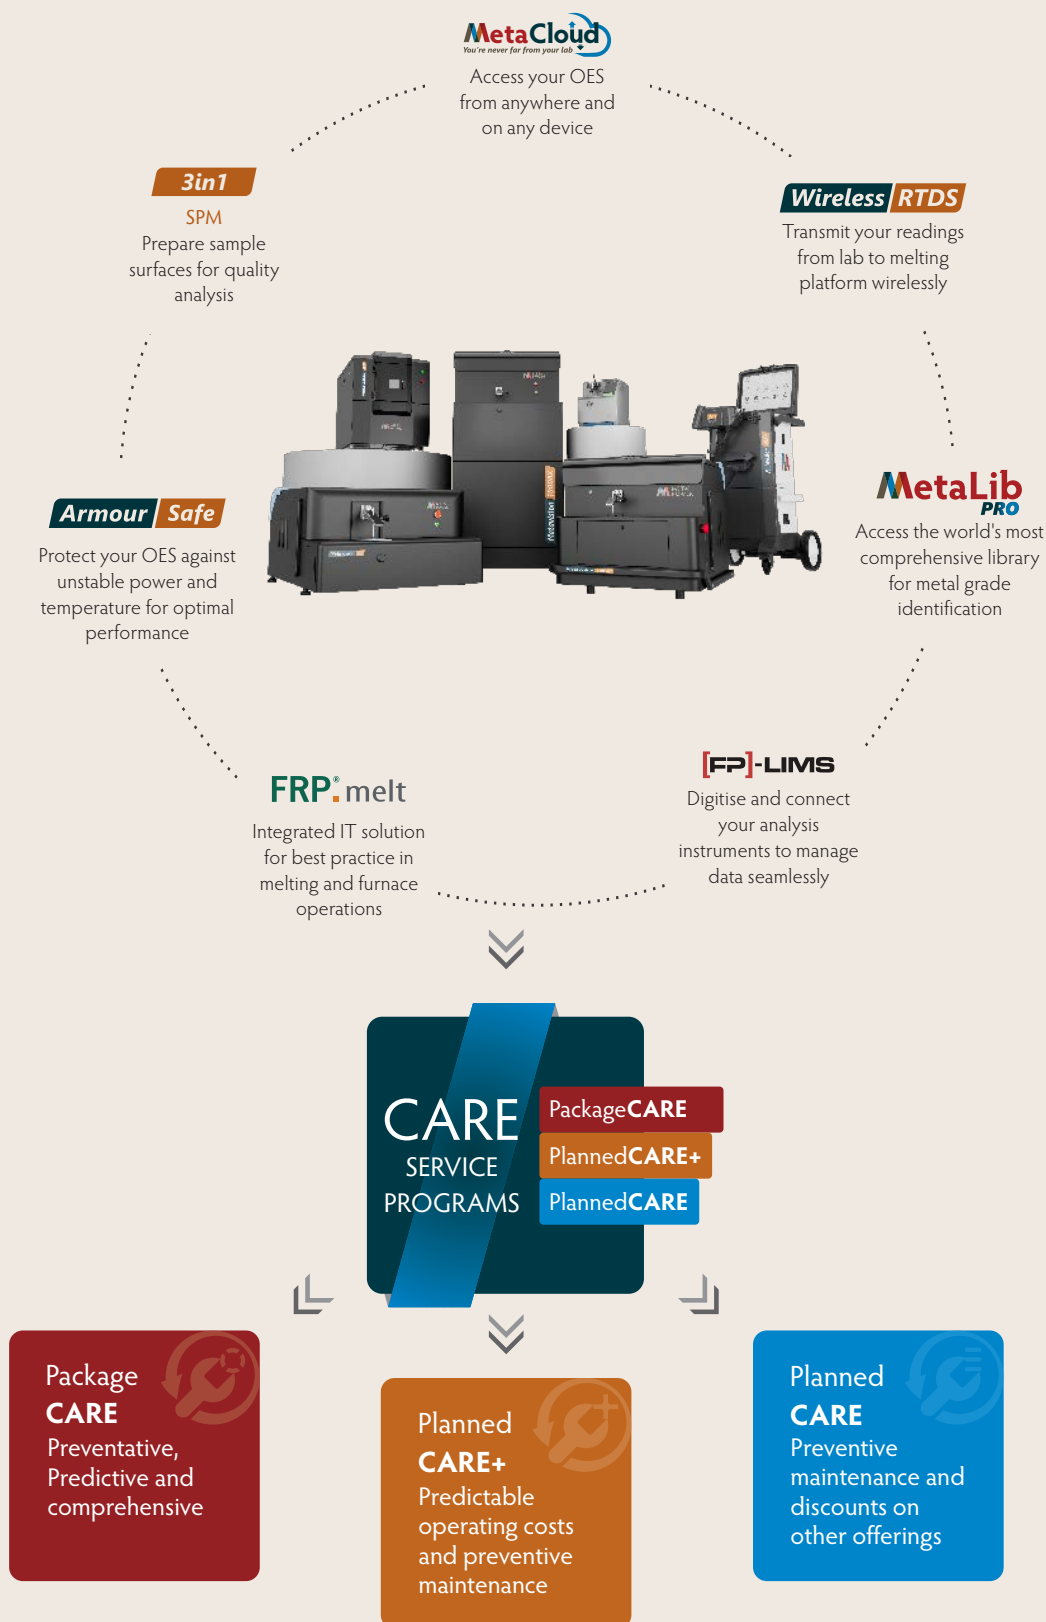 MetaCloud
You're never far from your lab
Access your OES
from anywhere and
on any device
3in1
SPM
Prepare sample
surfaces for quality
analysis
Wireless RTDS
Transmit your readings
from lab to melting
platform wirelessly
Armour Safe
Protect your OES against
unstable power and
temperature for optimal
performance
MetaLib
PRO
Access the world's most
comprehensive library
for metal grade
identification
FRP® melt
Integrated IT solution
for best practice in
melting and furnace
operations
[FP]-LIMS
Digitise and connect
your analysis
instruments to manage
data seamlessly
CARE
SERVICE
PROGRAMS
PackageCARE
PlannedCARE+
PlannedCARE
Package
CARE
Preventative,
Predictive and
comprehensive
Planned
CARE+
Predictable
operating costs
and preventive
maintenance
Planned
CARE
Preventive
maintenance and
discounts on
other offerings